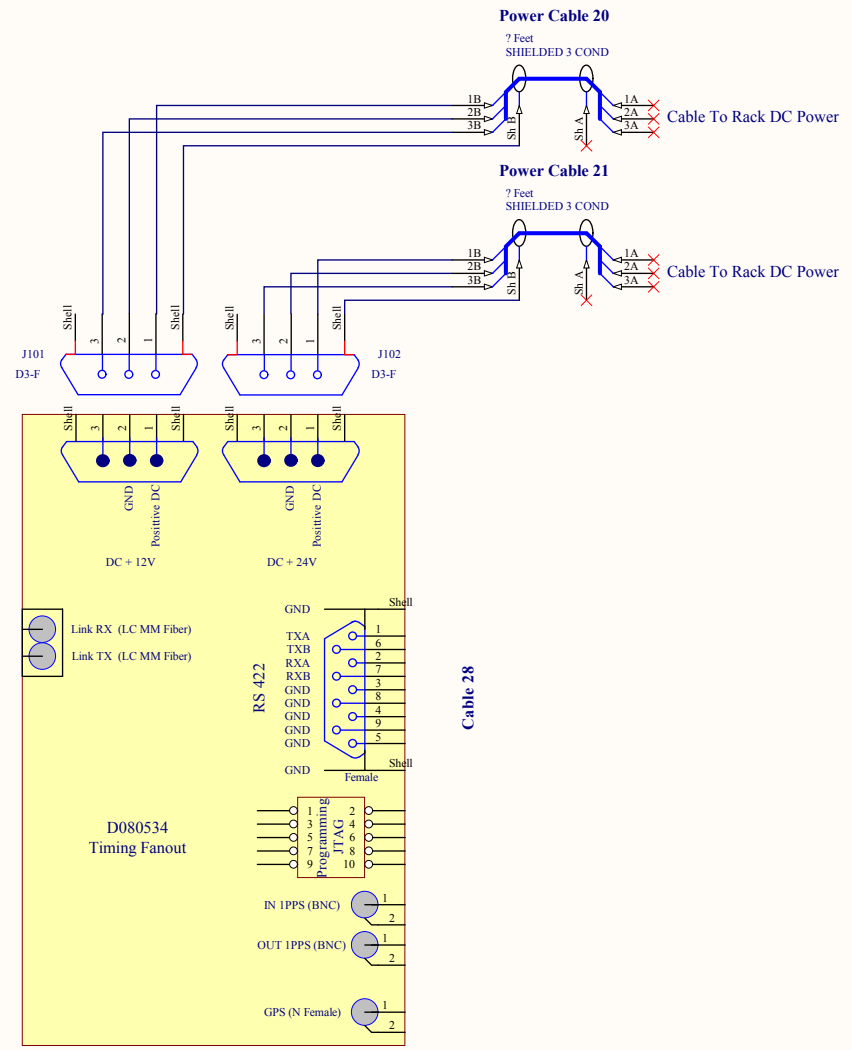 Power Cable 20
? Feet
SHIELDED 3 COND
1B
2B
3B
Sh B
Sh A
1A
2A
3A
Cable To Rack DC Power
Power Cable 21
? Feet
SHIELDED 3 COND
1B
2B
3B
Sh B
Sh A
1A
2A
3A
Cable To Rack DC Power
J101
D3-F
Shell
3
2
1
Shell
Shell
3
2
1
Shell
J102
D3-F
Shell
3
2
1
Shell
Shell
3
2
1
Shell
GND
Posittive DC
GND
Posittive DC
DC + 12V
DC + 24V
Link RX (LC MM Fiber)
Link TX (LC MM Fiber)
RS 422
GND Shell
TXA 1
TXB 6
RXA 2
RXB 7
GND 3
GND 8
GND 4
GND 9
GND 5
GND Shell
Female
Cable 28
D080534
Timing Fanout
1 2
3 4
5 6
7 8
9 10
Programming
JTAG
IN 1PPS (BNC) 1
2
OUT 1PPS (BNC) 1
2
GPS (N Female) 1
2